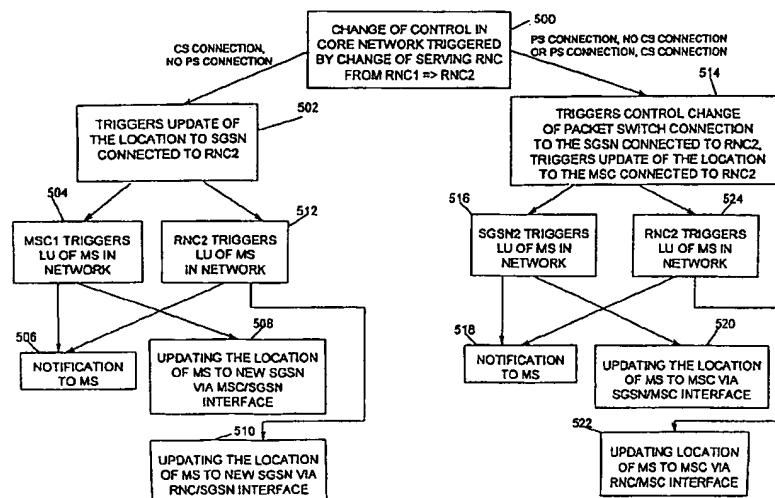 500
CHANGE OF CONTROL IN
CORE NETWORK TRIGGERED
BY CHANGE OF SERVING RNC
FROM RNC1 => RNC2
CS CONNECTION,
NO PS CONNECTION
PS CONNECTION, NO CS CONNECTION
OR PS CONNECTION, CS CONNECTION
502
TRIGGERS UPDATE OF
THE LOCATION TO SGSN
CONNECTED TO RNC2
514
TRIGGERS CONTROL CHANGE
OF PACKET SWITCH CONNECTION
TO THE SGSN CONNECTED TO RNC2,
TRIGGERS UPDATE OF THE LOCATION
TO THE MSC CONNECTED TO RNC2
504
MSC1 TRIGGERS
LU OF MS IN
NETWORK
512
RNC2 TRIGGERS
LU OF MS
IN NETWORK
516
SGSN2 TRIGGERS
LU OF MS IN
NETWORK
524
RNC2 TRIGGERS
LU OF MS IN
NETWORK
506
NOTIFICATION
TO MS
508
UPDATING THE LOCATION
OF MS TO NEW SGSN
VIA MSC/SGSN
INTERFACE
518
NOTIFICATION
TO MS
520
UPDATING THE LOCATION
OF MS TO MSC VIA
SGSN/MSC INTERFACE
510
UPDATING THE LOCATION
OF MS TO NEW SGSN VIA
RNC/SGSN INTERFACE
522
UPDATING LOCATION
OF MS TO MSC VIA
RNC/MSC INTERFACE